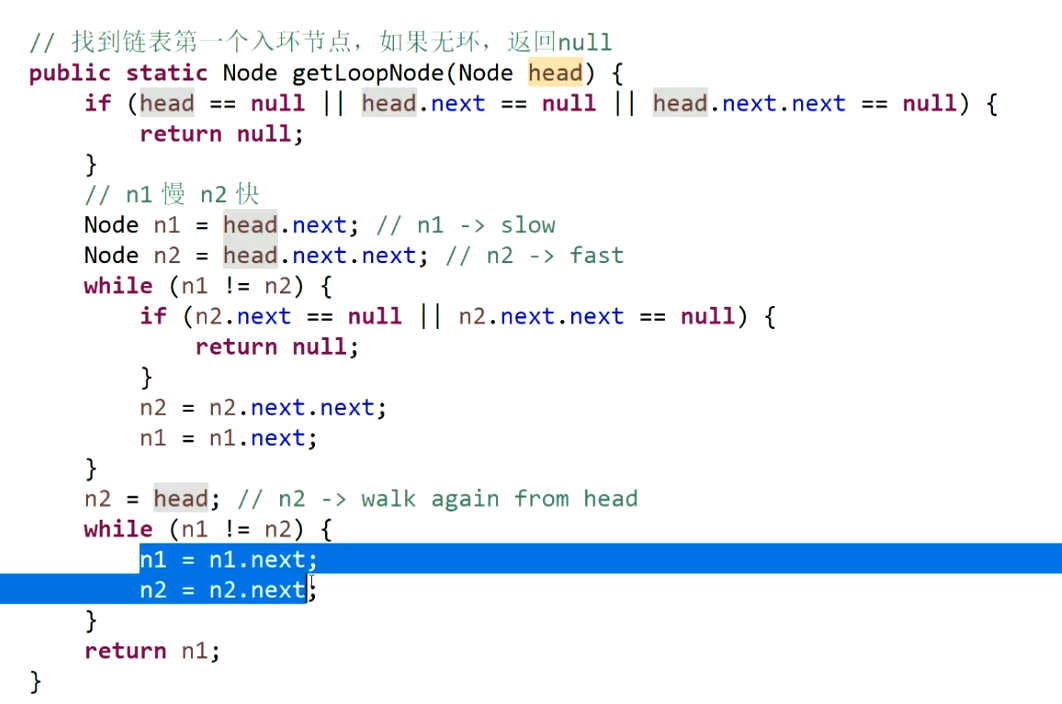 // 找到链表第一个入环节点，如果无环，返回null
public static Node getLoopNode(Node head) {
if (head == null || head.next == null || head.next.next == null) {
return null;
}
// n1 慢 n2 快
Node n1 = head.next; // n1 -> slow
Node n2 = head.next.next; // n2 -> fast
while (n1 != n2) {
if (n2.next == null || n2.next.next == null) {
return null;
}
n2 = n2.next.next;
n1 = n1.next;
}
n2 = head; // n2 -> walk again from head
while (n1 != n2) {
n1 = n1.next;
n2 = n2.next;
}
return n1;
}